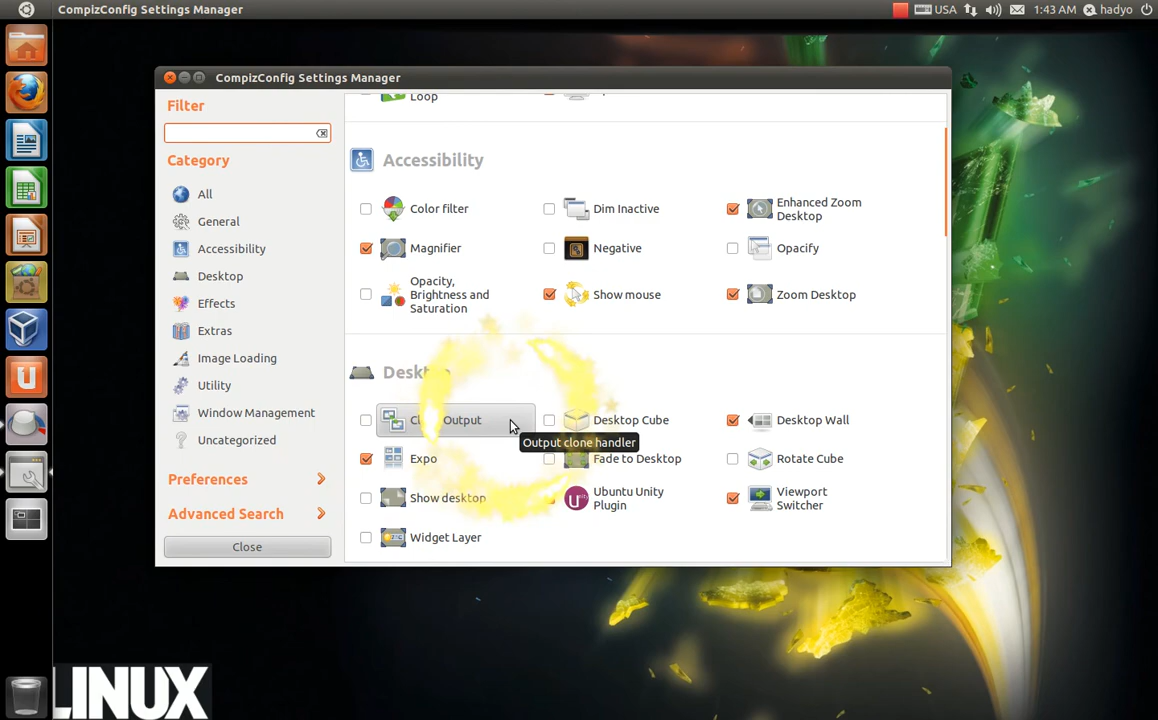 CompizConfig Settings Manager
USA
1:43 AM
hadyo
CompizConfig Settings Manager
Filter
Category
All
General
Accessibility
Desktop
Effects
Extras
Image Loading
Utility
Window Management
Uncategorized
Preferences
Advanced Search
Close
Loop
Accessibility
Color filter
Dim Inactive
Enhanced Zoom
Desktop
Magnifier
Negative
Opacify
Opacity,
Brightness and
Saturation
Show mouse
Zoom Desktop
Desktop
Clone Output
Desktop Cube
Desktop Wall
Output clone handler
Expo
Fade to Desktop
Rotate Cube
Show desktop
Ubuntu Unity
Plugin
Viewport
Switcher
Widget Layer
LINUX